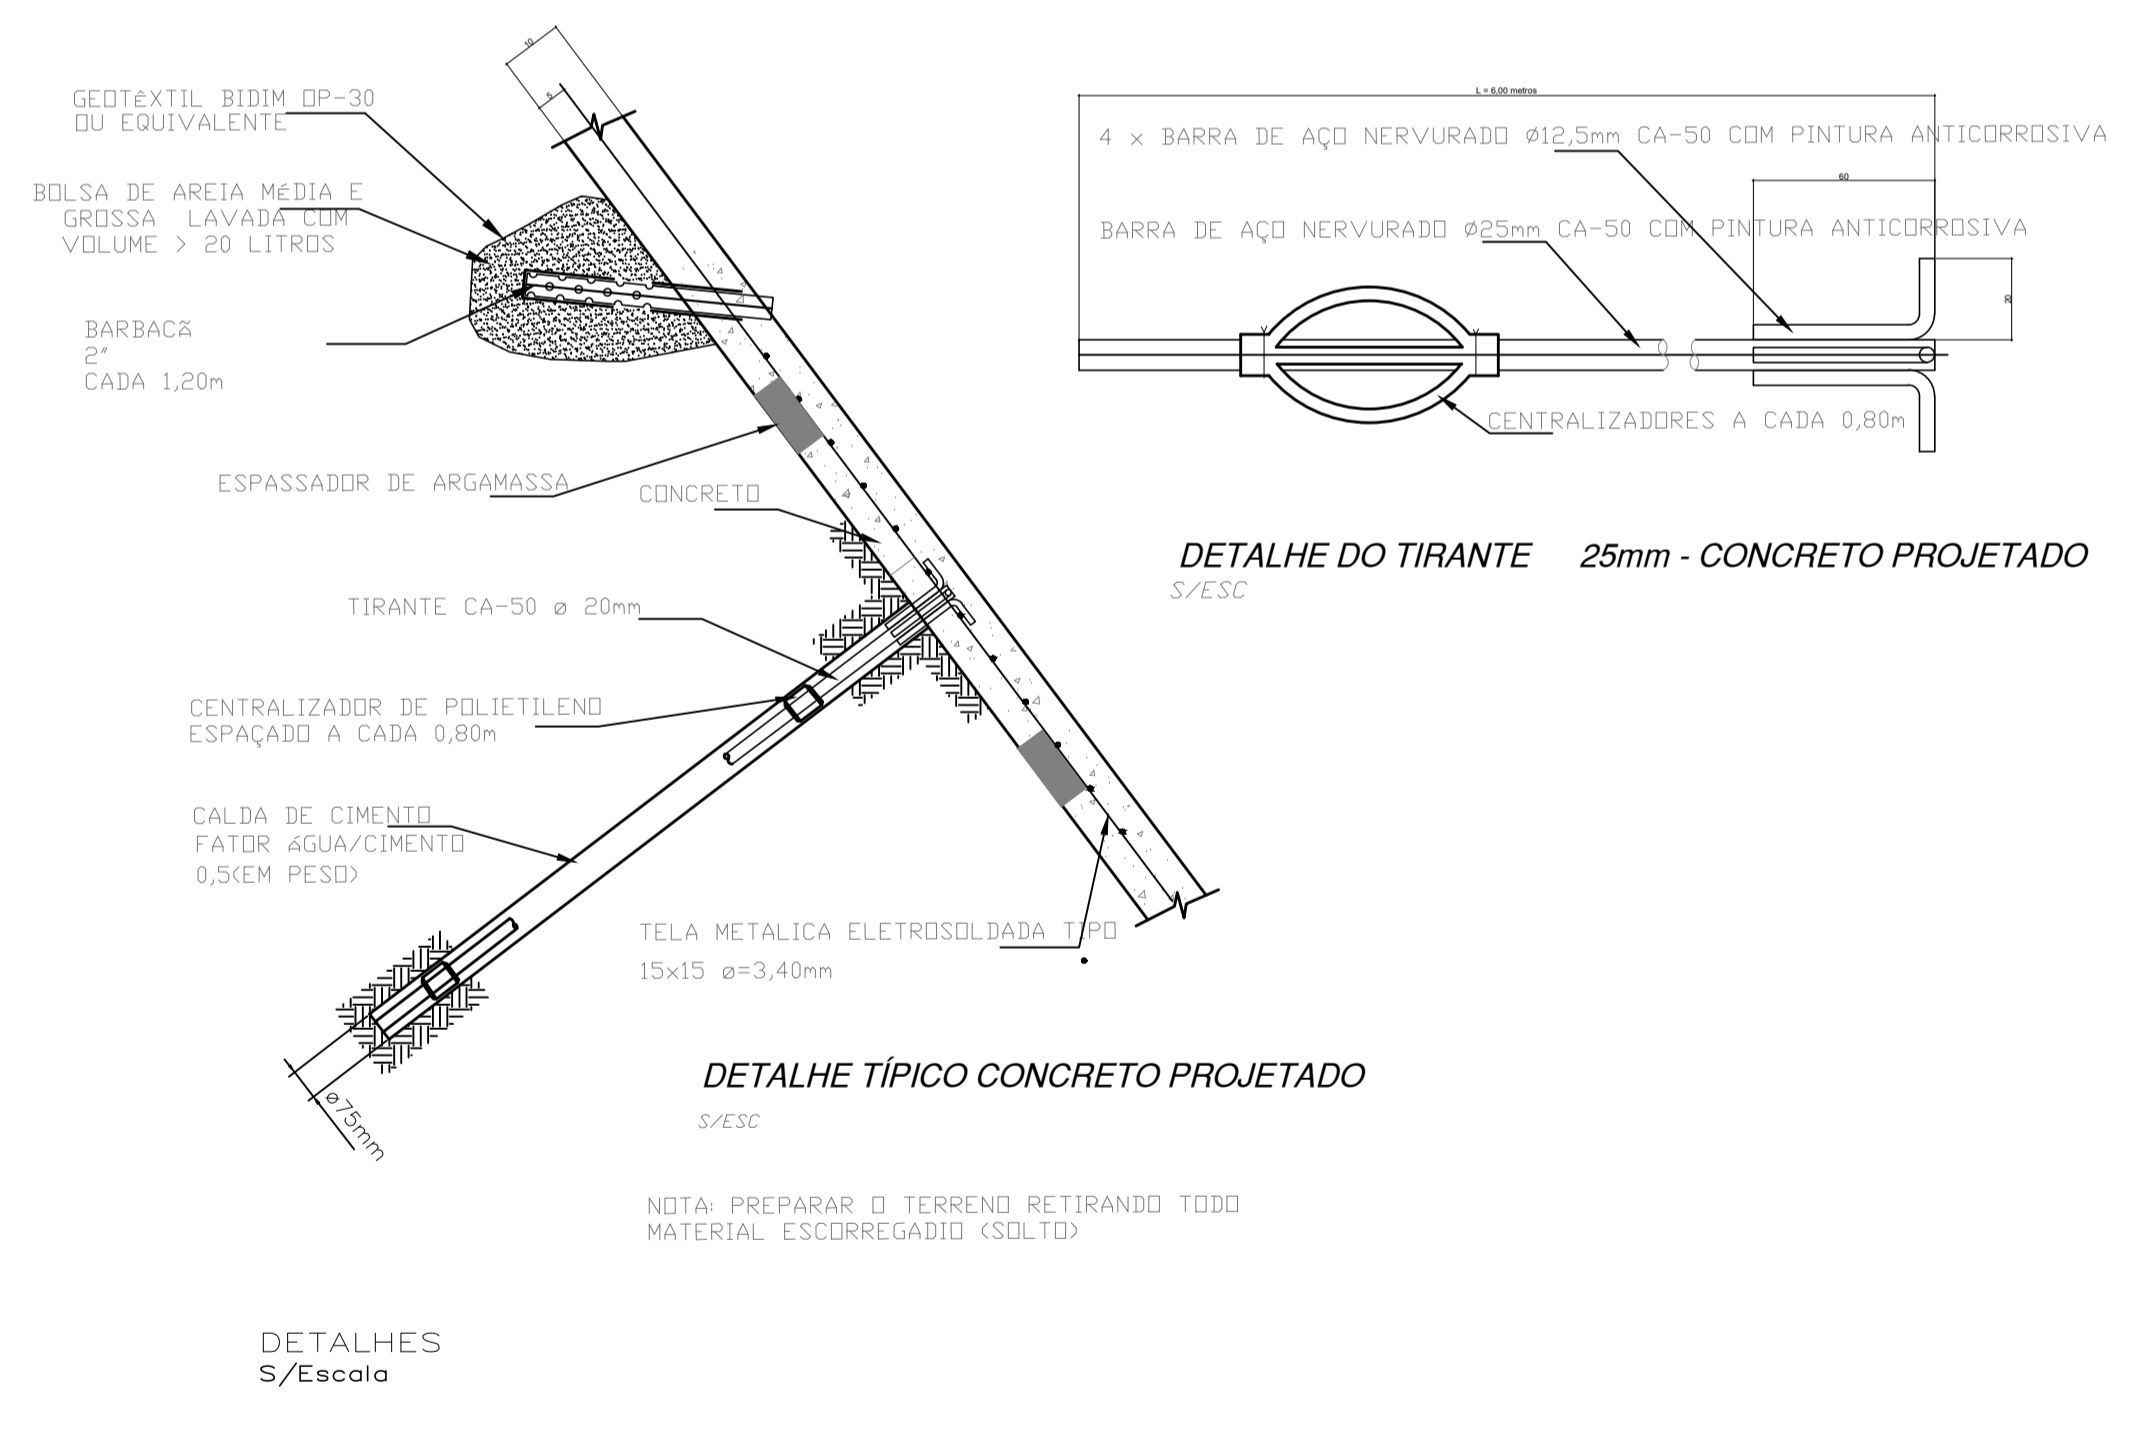 10
5
GEOTÊXTIL BIDIM OP-30
OU EQUIVALENTE
BOLSA DE AREIA MÉDIA E
GROSSA LAVADA COM
VOLUME > 20 LITROS
BARBACÃ
2"
CADA 1,20m
ESPASSADOR DE ARGAMASSA
CONCRETO
TIRANTE CA-50 ø 20mm
CENTRALIZADOR DE POLIETILENO
ESPAÇADO A CADA 0,80m
CALDA DE CIMENTO
FATOR ÁGUA/CIMENTO
0,5(EM PESO)
TELA METALICA ELETROSOLDADA TIPO
15x15 ø=3,40mm
ø75mm
DETALHE TÍPICO CONCRETO PROJETADO
S/ESC
NOTA: PREPARAR O TERRENO RETIRANDO TODO
MATERIAL ESCORREGADIO (SOLTO)
L = 6,00 metros
4 x BARRA DE AÇO NERVURADO Ø12,5mm CA-50 COM PINTURA ANTICORROSIVA
60
BARRA DE AÇO NERVURADO Ø25mm CA-50 COM PINTURA ANTICORROSIVA
20
CENTRALIZADORES A CADA 0,80m
DETALHE DO TIRANTE 25mm - CONCRETO PROJETADO
S/ESC
DETALHES
S/Escala